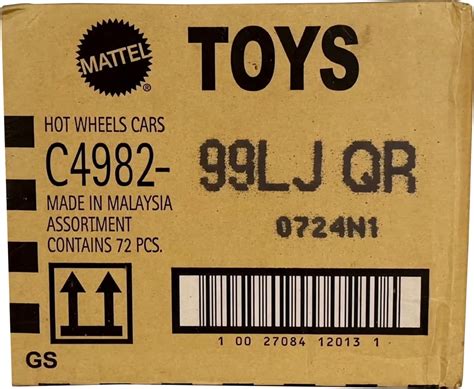 MATTEL ®
TOYS
HOT WHEELS CARS
C4982- 99LJ QR
MADE IN MALAYSIA
ASSORTMENT
CONTAINS 72 PCS.
0724N1
1 00 27084 12013 1
GS